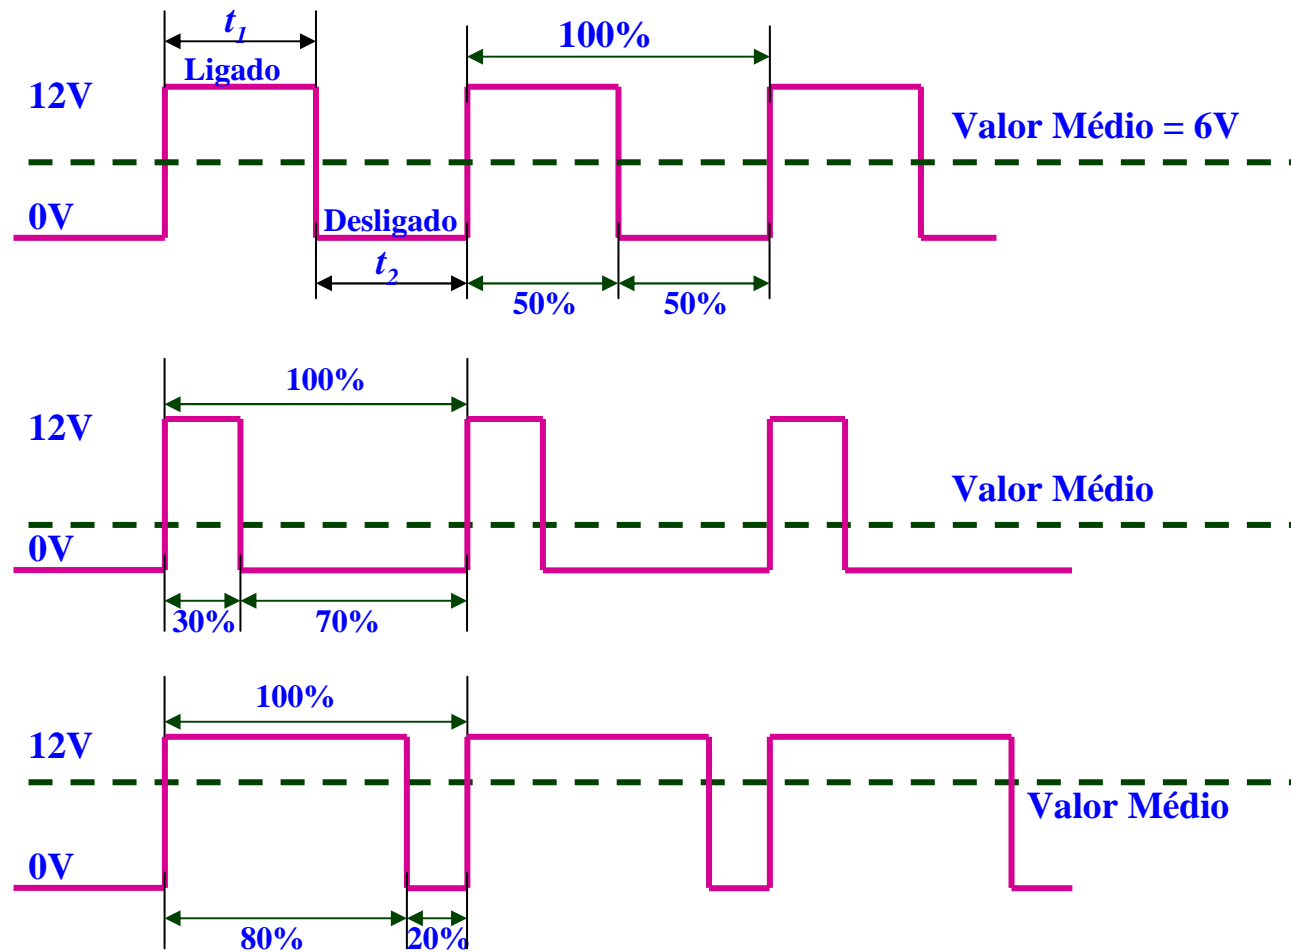 t1
100%
Ligado
12V
Valor Médio = 6V
0V
Desligado
t2
50%
50%
100%
12V
Valor Médio
0V
30%
70%
100%
12V
Valor Médio
0V
80%
20%